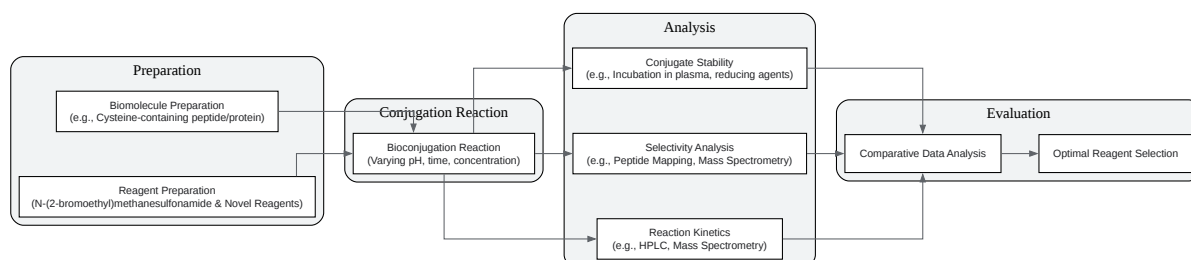 Preparation
Biomolecule Preparation
(e.g., Cysteine-containing peptide/protein)
Reagent Preparation
(N-(2-bromoethyl)methanesulfonamide & Novel Reagents)
Conjugation Reaction
Bioconjugation Reaction
(Varying pH, time, concentration)
Analysis
Conjugate Stability
(e.g., Incubation in plasma, reducing agents)
Selectivity Analysis
(e.g., Peptide Mapping, Mass Spectrometry)
Reaction Kinetics
(e.g., HPLC, Mass Spectrometry)
Evaluation
Comparative Data Analysis
Optimal Reagent Selection